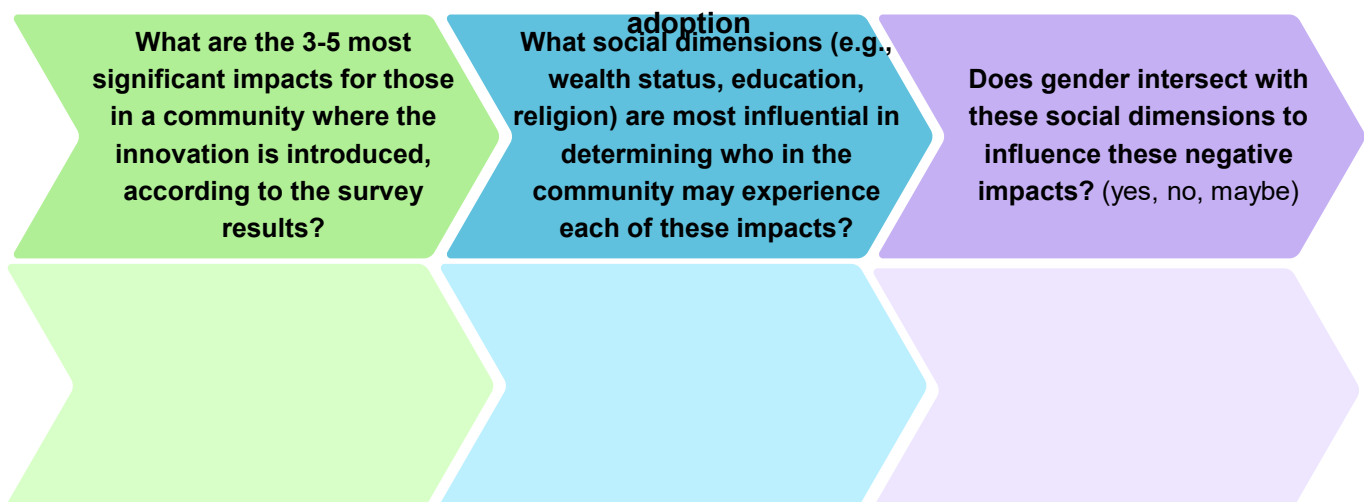 adoption
What are the 3-5 most
significant impacts for those
in a community where the
innovation is introduced,
according to the survey
results?
What social dimensions (e.g.,
wealth status, education,
religion) are most influential in
determining who in the
community may experience
each of these impacts?
Does gender intersect with
these social dimensions to
influence these negative
impacts? (yes, no, maybe)